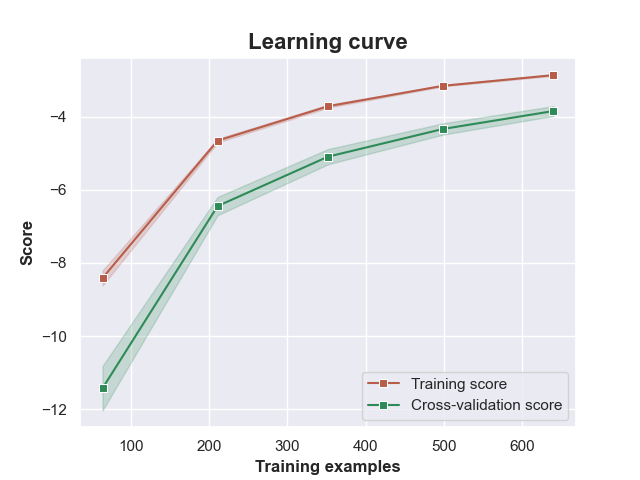 Learning curve
Score
−4
−6
−8
−10
−12
100 200 300 400 500 600
Training examples
Training score
Cross-validation score